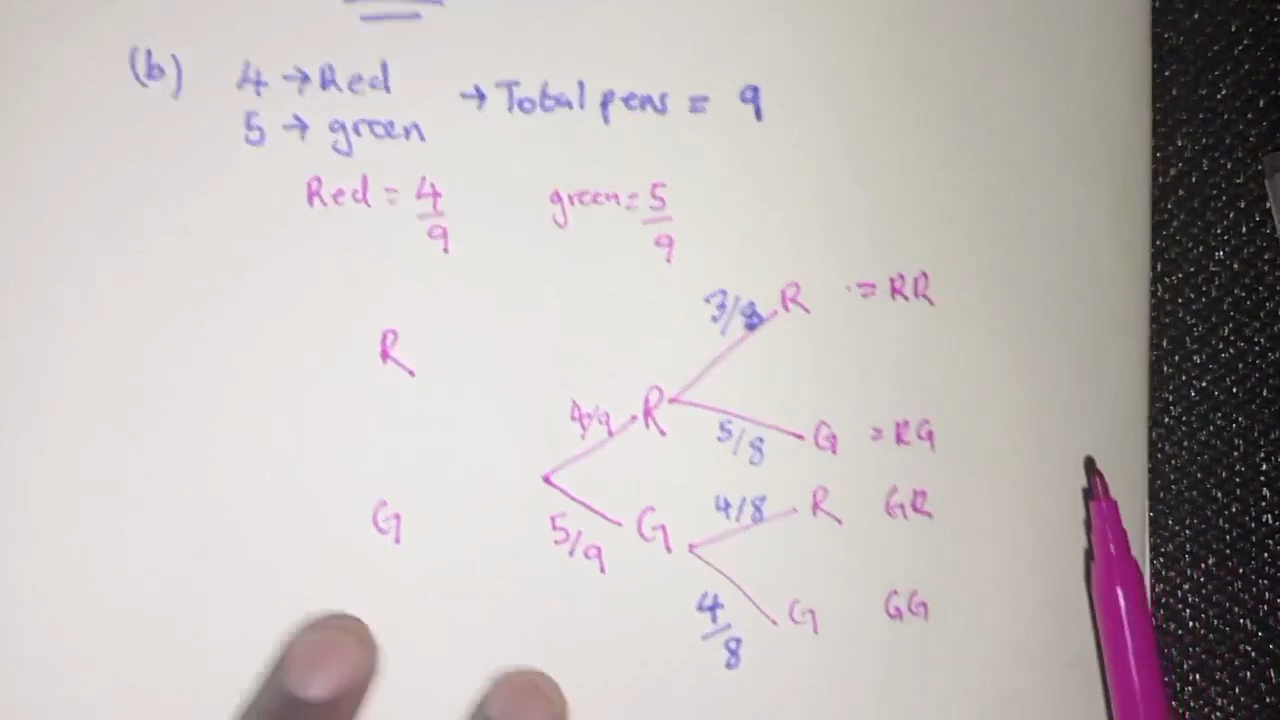 (b) 4 → Red → Total pens = 9
5 → green
Red = 4/9 green = 5/9
3/8 R = RR
R
4/9 R
5/8 G = RG
4/8 R GR
G
5/9 G
4/8 G GG